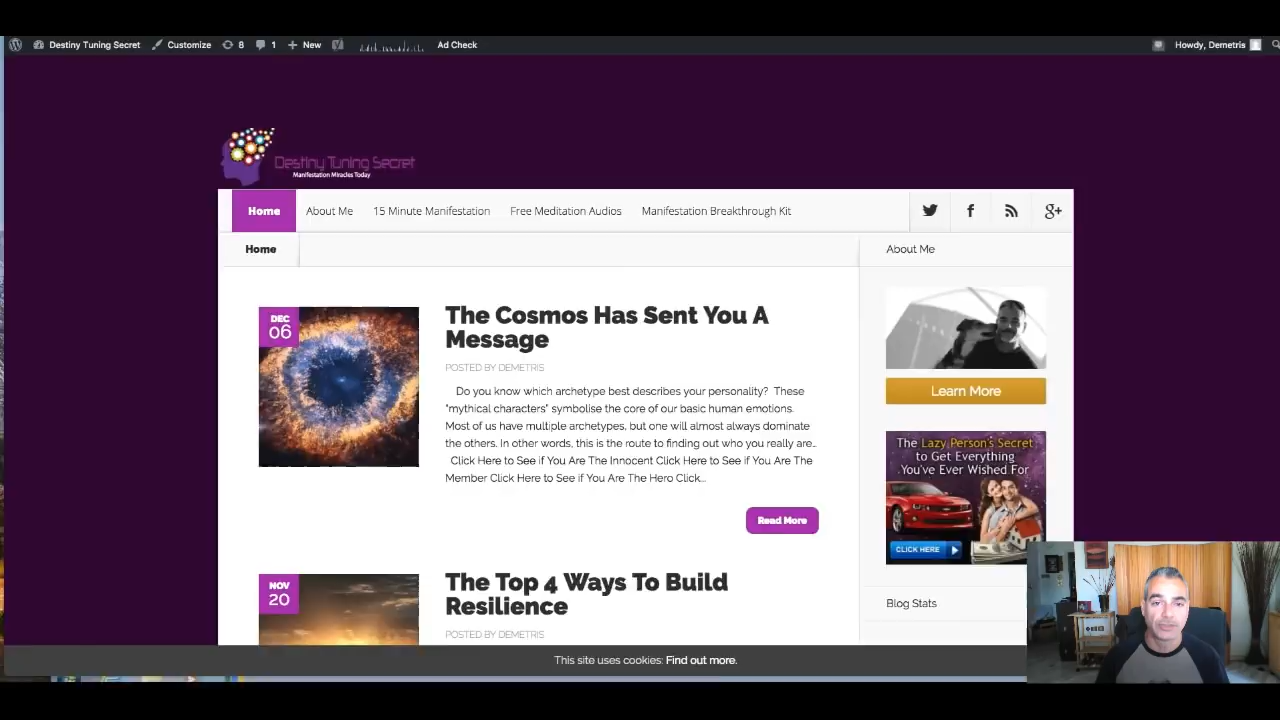 Destiny Tuning Secret
Customize
8
1
New
Ad Check
Howdy, Demetris
Destiny Tuning Secret
Manifestation Miracles Today
Home
About Me
15 Minute Manifestation
Free Meditation Audios
Manifestation Breakthrough Kit
Home
About Me
DEC
06
The Cosmos Has Sent You A
Message
POSTED BY DEMETRIS
Do you know which archetype best describes your personality? These
“mythical characters” symbolise the core of our basic human emotions.
Most of us have multiple archetypes, but one will almost always dominate
the others. In other words, this is the route to finding out who you really are…
Click Here to See if You Are The Innocent Click Here to See if You Are The
Member Click Here to See if You Are The Hero Click...
Read More
Learn More
The Lazy Person's Secret
to Get Everything
You've Ever Wished For
CLICK HERE
NOV
20
The Top 4 Ways To Build
Resilience
POSTED BY DEMETRIS
Blog Stats
This site uses cookies: Find out more.